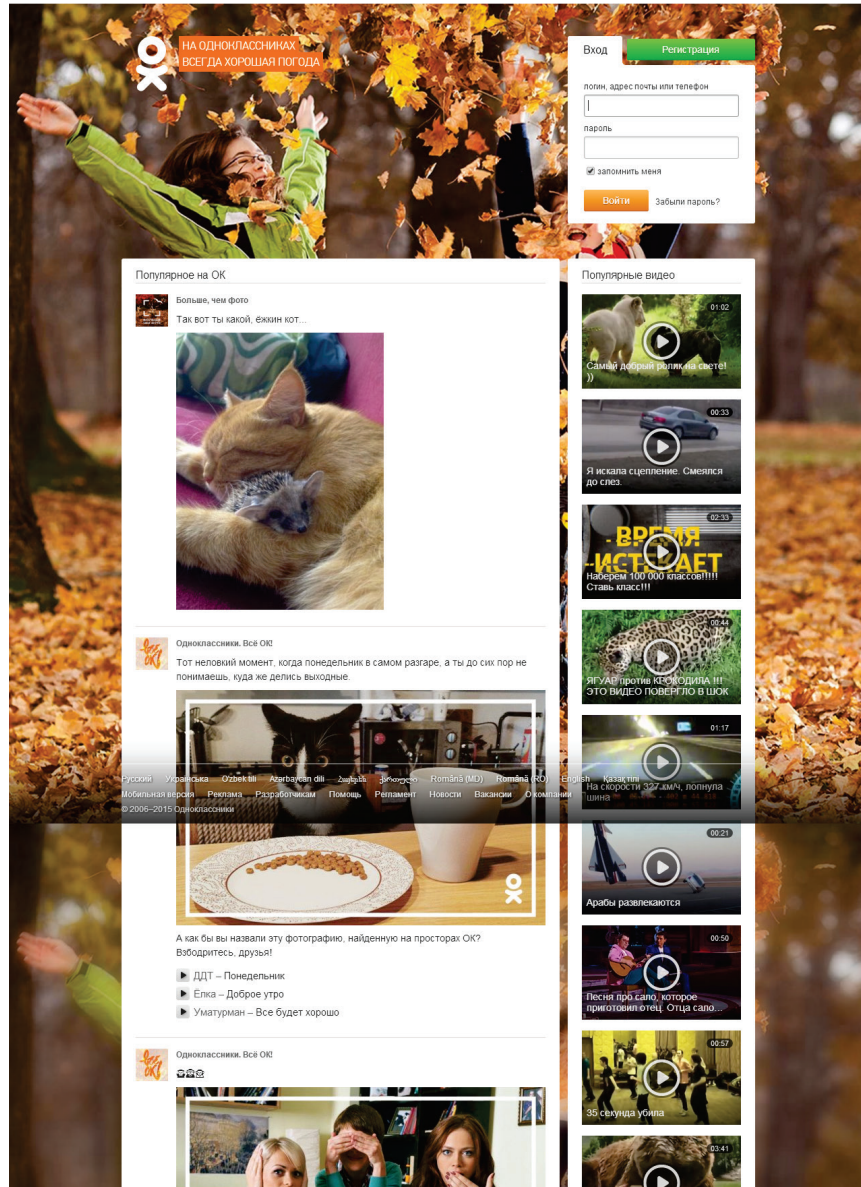 НА ОДНОКЛАССНИКАХ
ВСЕГДА ХОРОШАЯ ПОГОДА
Вход
Регистрация
логин, адрес почты или телефон
пароль
запомнить меня
Войти
Забыли пароль?
Популярное на ОК
Больше, чем фото
Так вот ты какой, ёжкин кот...
Одноклассники. Всё ОК!
Тот неловкий момент, когда понедельник в самом разгаре, а ты до сих пор не
понимаешь, куда же делись выходные.
Русский Українська O'zbek tili Azərbaycan dili Հայերեն ქართული Română (MD) Română (RO) English Қазақ тілі
Мобильная версия Реклама Разработчикам Помощь Регламент Новости Вакансии О компании
© 2006–2015 Одноклассники
А как бы вы назвали эту фотографию, найденную на просторах ОК?
Взбодритесь, друзья!
ДДТ – Понедельник
Ёлка – Доброе утро
Уматурман – Все будет хорошо
Одноклассники. Всё ОК!
Популярные видео
01:02
Самый добрый ролик на свете!
))
00:33
Я искала сцепление. Смеялся
до слез.
02:33
ВРЕМЯ
ИСТЕКАЕТ
Наберем 100 000 классов!!!!!
Ставь класс!!!
00:44
ЯГУАР против КРОКОДИЛА !!!
ЭТО ВИДЕО ПОВЕРГЛО В ШОК
01:17
На скорости 327 км/ч, лопнула
шина
00:21
Арабы развлекаются
00:50
Песня про сало, которое
приготовил отец. Отца сало...
00:57
35 секунда убила
03:41